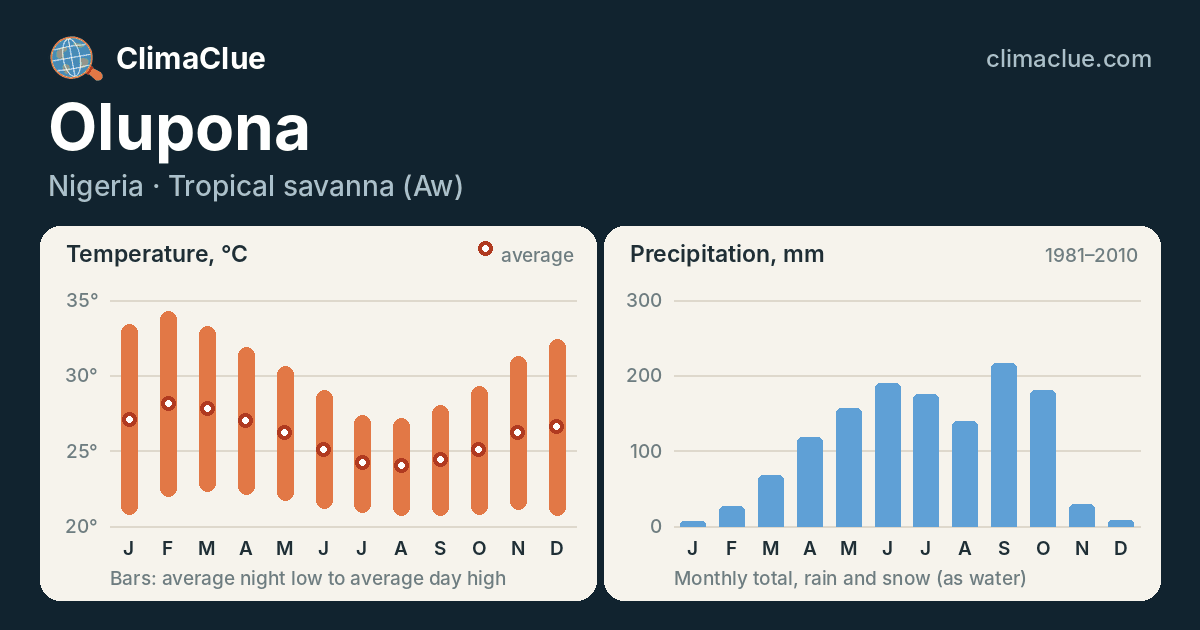 ClimaClue
climaclue.com
Olupona
Nigeria · Tropical savanna (Aw)
Temperature, °C
average
35°
30°
25°
20°
J F M A M J J A S O N D
Bars: average night low to average day high
Precipitation, mm
1981–2010
300
200
100
0
J F M A M J J A S O N D
Monthly total, rain and snow (as water)